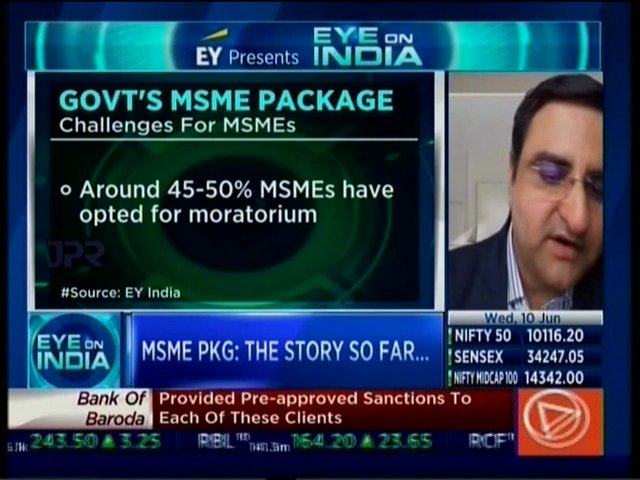 EY Presents
EYE ON
INDIA
GOVT'S MSME PACKAGE
Challenges For MSMEs
Around 45-50% MSMEs have
opted for moratorium
JPR
#Source: EY India
Wed, 10 Jun
NIFTY 50 10116.20
SENSEX 34247.05
NIFTY MIDCAP 100 14342.00
EYE ON
INDIA
MSME PKG: THE STORY SO FAR...
Bank Of
Baroda
Provided Pre-approved Sanctions To
Each Of These Clients
243.50 ▲ 3.25 RBL 164.20 ▲ 23.65 RCF